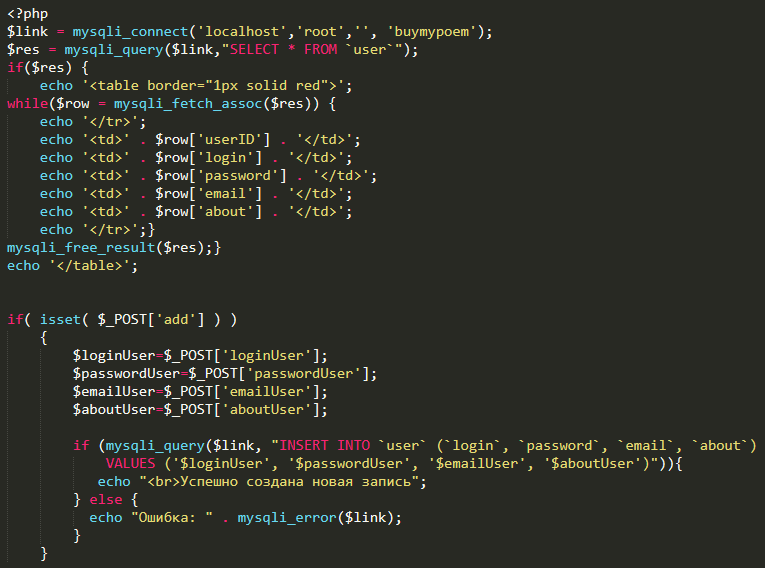 <?php
$link = mysqli_connect('localhost','root','', 'buymypoem');
$res = mysqli_query($link,"SELECT * FROM `user`");
if($res) {
    echo '<table border="1px solid red">';
while($row = mysqli_fetch_assoc($res)) {
    echo '</tr>';
    echo '<td>' . $row['userID'] . '</td>';
    echo '<td>' . $row['login'] . '</td>';
    echo '<td>' . $row['password'] . '</td>';
    echo '<td>' . $row['email'] . '</td>';
    echo '<td>' . $row['about'] . '</td>';
    echo '</tr>';}
mysqli_free_result($res);}
echo '</table>';
if( isset( $_POST['add'] ) )
    {
        $loginUser=$_POST['loginUser'];
        $passwordUser=$_POST['passwordUser'];
        $emailUser=$_POST['emailUser'];
        $aboutUser=$_POST['aboutUser'];
        if (mysqli_query($link, "INSERT INTO `user` (`login`, `password`, `email`, `about`)
            VALUES ('$loginUser', '$passwordUser', '$emailUser', '$aboutUser')")){
           echo "<br>Успешно создана новая запись";
        } else {
          echo "Ошибка: " . mysqli_error($link);
        }
    }